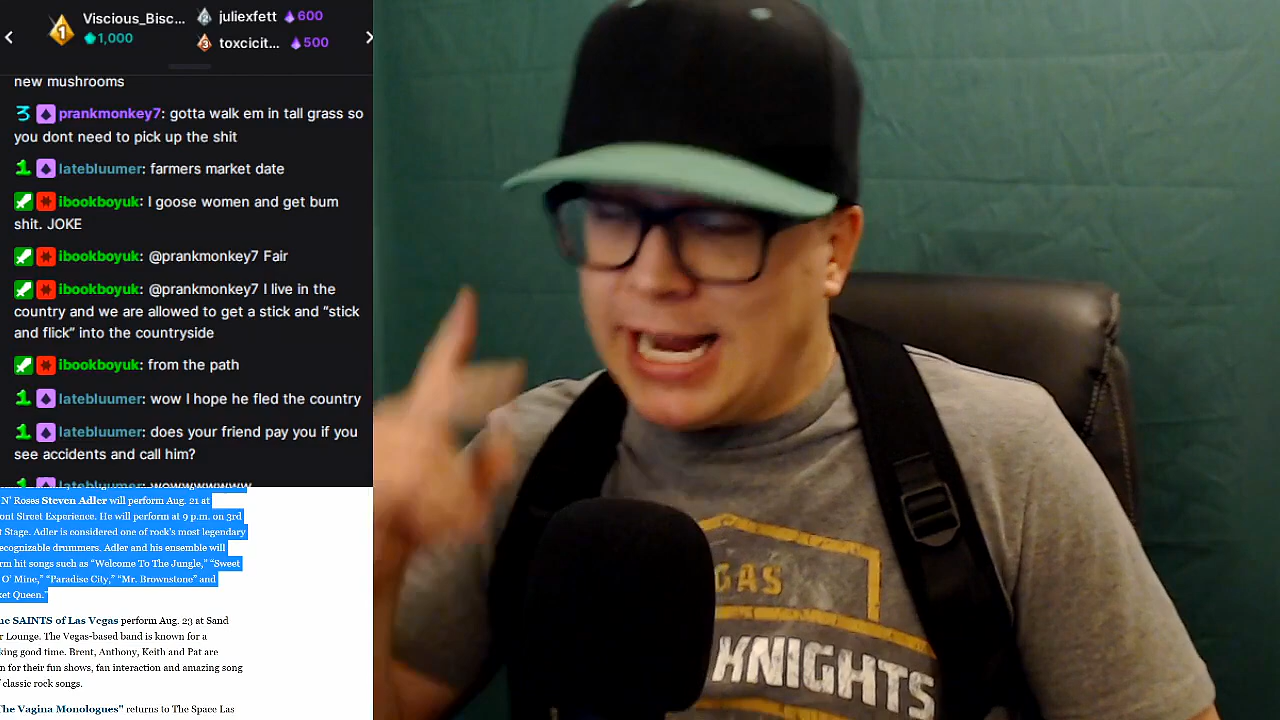 Viscious_Bisc...
1,000
juliexfett 600
toxcicit... 500
new mushrooms
prankmonkey7: gotta walk em in tall grass so
you dont need to pick up the shit
latebluumer: farmers market date
ibookboyuk: I goose women and get bum
shit. JOKE
ibookboyuk: @prankmonkey7 Fair
ibookboyuk: @prankmonkey7 I live in the
country and we are allowed to get a stick and “stick
and flick” into the countryside
ibookboyuk: from the path
latebluumer: wow I hope he fled the country
latebluumer: does your friend pay you if you
see accidents and call him?
latebluumer:
N' Roses Steven Adler will perform Aug. 21 at
ont Street Experience. He will perform at 9 p.m. on 3rd
t Stage. Adler is considered one of rock's most legendary
ecognizable drummers. Adler and his ensemble will
rm hit songs such as “Welcome To The Jungle,” “Sweet
O' Mine,” “Paradise City,” “Mr. Brownstone” and
ket Queen.”
he SAINTS of Las Vegas perform Aug. 23 at Sand
r Lounge. The Vegas-based band is known for a
king good time. Brent, Anthony, Keith and Pat are
n for their fun shows, fan interaction and amazing song
f classic rock songs.
The Vagina Monologues” returns to The Space Las
GAS
KNIGHTS